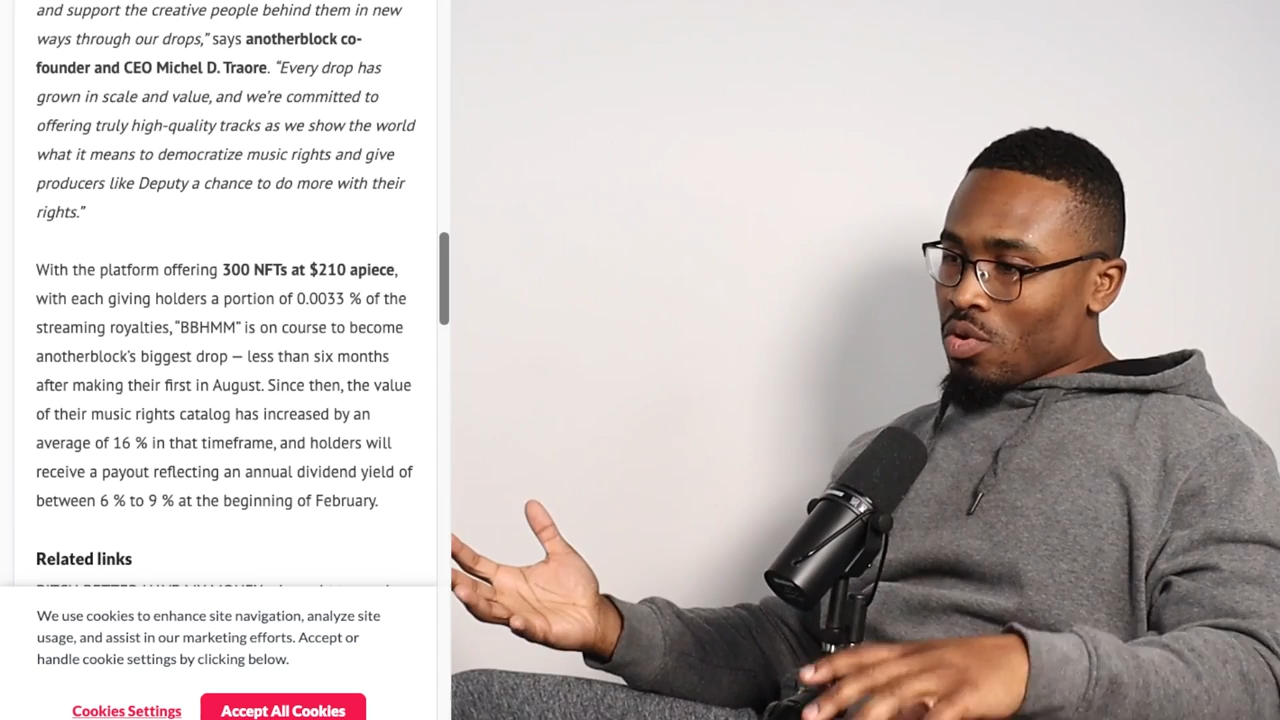 and support the creative people behind them in new
ways through our drops,” says anotherblock co-
founder and CEO Michel D. Traore. “Every drop has
grown in scale and value, and we’re committed to
offering truly high-quality tracks as we show the world
what it means to democratize music rights and give
producers like Deputy a chance to do more with their
rights.”
With the platform offering 300 NFTs at $210 apiece,
with each giving holders a portion of 0.0033 % of the
streaming royalties, “BBHMM” is on course to become
anotherblock’s biggest drop — less than six months
after making their first in August. Since then, the value
of their music rights catalog has increased by an
average of 16 % in that timeframe, and holders will
receive a payout reflecting an annual dividend yield of
between 6 % to 9 % at the beginning of February.
Related links
We use cookies to enhance site navigation, analyze site
usage, and assist in our marketing efforts. Accept or
handle cookie settings by clicking below.
Cookies Settings
Accept All Cookies